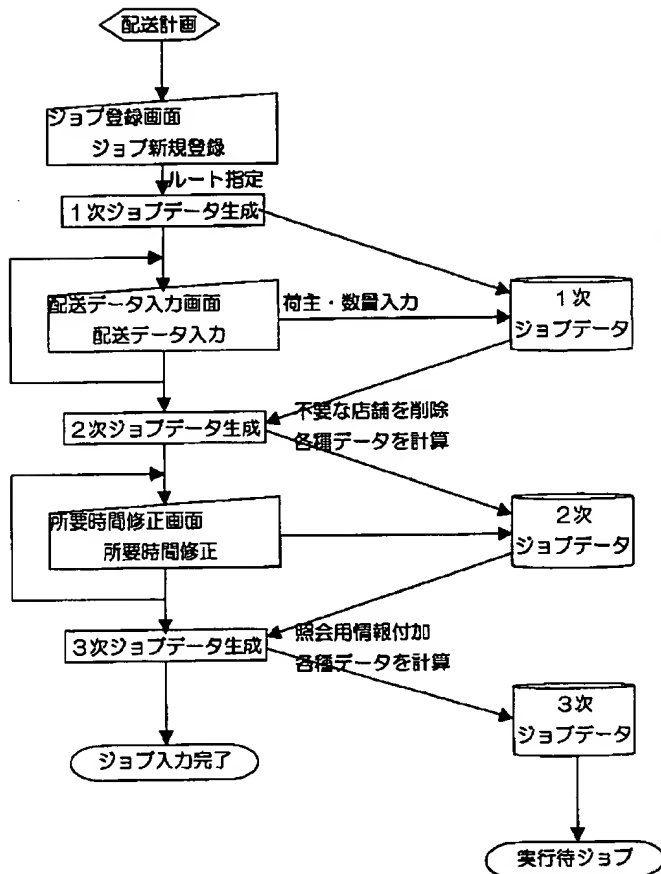 配送計画
ジョブ登録画面
ジョブ新規登録
ルート指定
1次ジョブデータ生成
配送データ入力画面
配送データ入力
荷主・数量入力
1次
ジョブデータ
不要な店舗を削除
2次ジョブデータ生成
各種データを計算
所要時間修正画面
所要時間修正
2次
ジョブデータ
照会用情報付加
3次ジョブデータ生成
各種データを計算
3次
ジョブデータ
ジョブ入力完了
実行待ジョブ